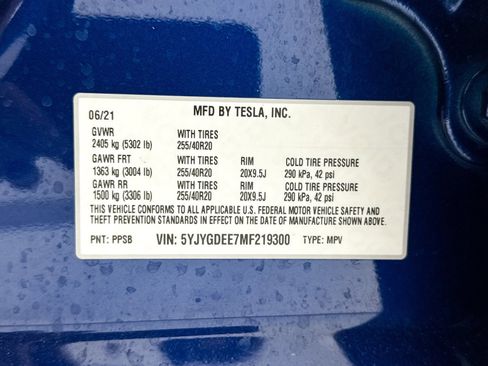 06/21 MFD BY TESLA, INC.
GVWR WITH TIRES
2405 kg (5302 lb) 255/40R20
GAWR FRT WITH TIRES RIM COLD TIRE PRESSURE
1363 kg (3004 lb) 255/40R20 20X9.5J 290 kPa, 42 psi
GAWR RR WITH TIRES RIM COLD TIRE PRESSURE
1500 kg (3306 lb) 255/40R20 20X9.5J 290 kPa, 42 psi
THIS VEHICLE CONFORMS TO ALL APPLICABLE U.S. FEDERAL MOTOR VEHICLE SAFETY AND
THEFT PREVENTION STANDARDS IN EFFECT ON THE DATE OF MANUFACTURE SHOWN ABOVE.
PNT: PPSB VIN: 5YJYGDEE7MF219300 TYPE: MPV